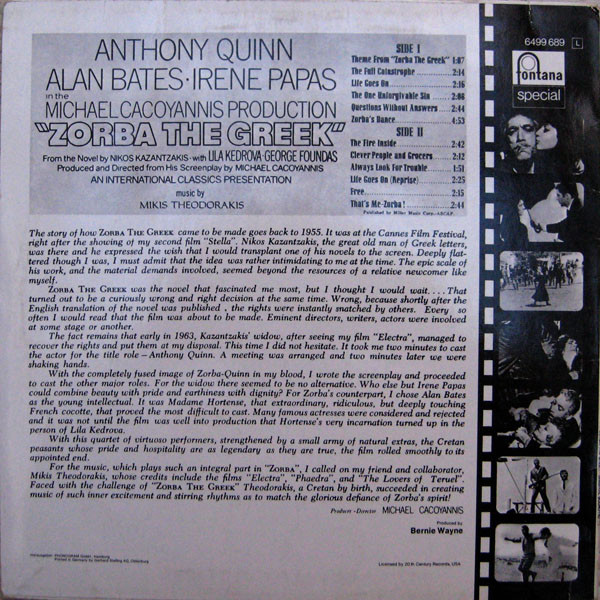 6499 689 L
fontana
special
ANTHONY QUINN
ALAN BATES·IRENE PAPAS
in the
MICHAEL CACOYANNIS PRODUCTION
"ZORBA THE GREEK"
From the Novel by NIKOS KAZANTZAKIS · with LILA KEDROVA·GEORGE FOUNDAS
Produced and Directed from His Screenplay by MICHAEL CACOYANNIS
AN INTERNATIONAL CLASSICS PRESENTATION
music by
MIKIS THEODORAKIS
SIDE I
Theme From "Zorba The Greek" 1:07
The Full Catastrophe 2:14
Life Goes On 2:16
The One Unforgivable Sin 2:08
Questions Without Answers 2:44
Zorba's Dance 4:53
SIDE II
The Fire Inside 2:42
Clever People and Grocers 2:12
Always Look For Trouble 1:51
Life Goes On (Reprise) 2:25
Free 2:15
That's Me-Zorba! 2:44
Published by Miller Music Corp.-ASCAP.
The story of how ZORBA THE GREEK came to be made goes back to 1955. It was at the Cannes Film Festival,
right after the showing of my second film "Stella". Nikos Kazantzakis, the great old man of Greek letters,
was there and he expressed the wish that I would transplant one of his novels to the screen. Deeply flat-
tered though I was, I must admit that the idea was rather intimidating to me at the time. The epic scale of
his work, and the material demands involved, seemed beyond the resources of a relative newcomer like
myself.
ZORBA THE GREEK was the novel that fascinated me most, but I thought I would wait. . . . That
turned out to be a curiously wrong and right decision at the same time. Wrong, because shortly after the
English translation of the novel was published , the rights were instantly snatched by others. Every so
often I would read that the film was about to be made. Eminent directors, writers, actors were involved
at some stage or another.
The fact remains that early in 1963, Kazantzakis' widow, after seeing my film "Electra", managed to
recover the rights and put them at my disposal. This time I did not hesitate. It took me two minutes to cast
the actor for the title role – Anthony Quinn. A meeting was arranged and two minutes later we were
shaking hands.
With the completely fused image of Zorba-Quinn in my blood, I wrote the screenplay and proceeded
to cast the other major roles. For the widow there seemed to be no alternative. Who else but Irene Papas
could combine beauty with pride and earthiness with dignity? For Zorba's counterpart, I chose Alan Bates
as the young intellectual. It was Madame Hortense, that extraordinary, ridiculous, but deeply touching
French cocotte, that proved the most difficult to cast. Many famous actresses were considered and rejected
and it was not until the film was well into production that Hortense's very incarnation turned up in the
person of Lila Kedrova.
With this quartet of virtuoso performers, strengthened by a small army of natural extras, the Cretan
peasants whose pride and hospitality are as legendary as they are true, the film rolled smoothly to its
appointed end.
For the music, which plays such an integral part in "ZORBA", I called on my friend and collaborator,
Mikis Theodorakis, whose credits include the films "Electra", "Phaedra", and "The Lovers of Teruel".
Faced with the challenge of "ZORBA THE GREEK" Theodorakis, a Cretan by birth, succeeded in creating
music of such inner excitement and stirring rhythms as to match the glorious defiance of Zorba's spirit!
Producer - Director MICHAEL CACOYANNIS
Produced by
Bernie Wayne
Licensed by 20th Century Records, USA